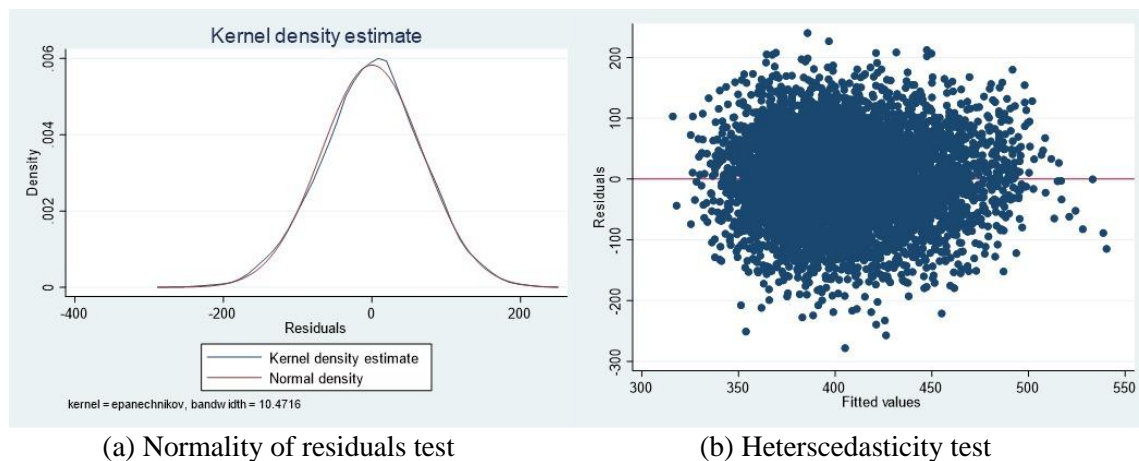 Kernel density estimate
.006
.004
.002
0
Density
-400
-200
0
200
Residuals
Kernel density estimate
Normal density
kernel = epanechnikov, bandwidth = 10.4716
200
100
0
-100
-200
-300
Residuals
300
350
400
450
500
550
Fitted values
(a) Normality of residuals test
(b) Heterscedasticity test